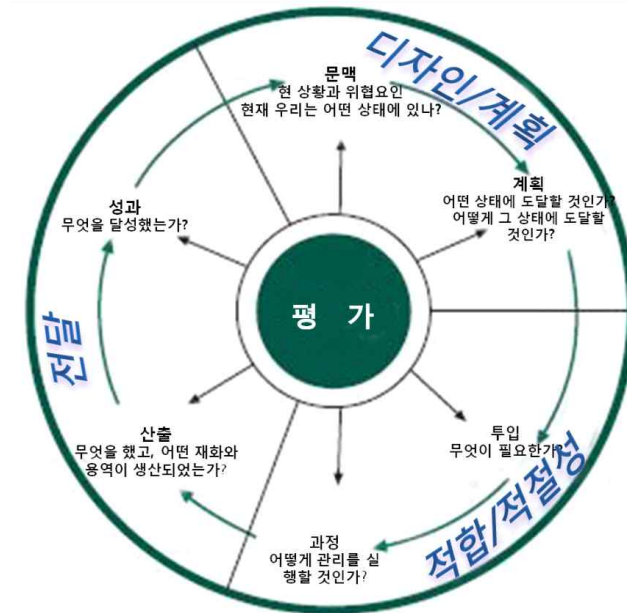 디자인/계획
문맥
현 상황과 위협요인
현재 우리는 어떤 상태에 있나?
계획
어떤 상태에 도달할 것인가?
어떻게 그 상태에 도달할
것인가?
성과
무엇을 달성했는가?
평 가
전달
투입
무엇이 필요한가?
산출
무엇을 했고, 어떤 재화와
용역이 생산되었는가?
적합/적절성
과정
어떻게 관리를 실
행할 것인가?